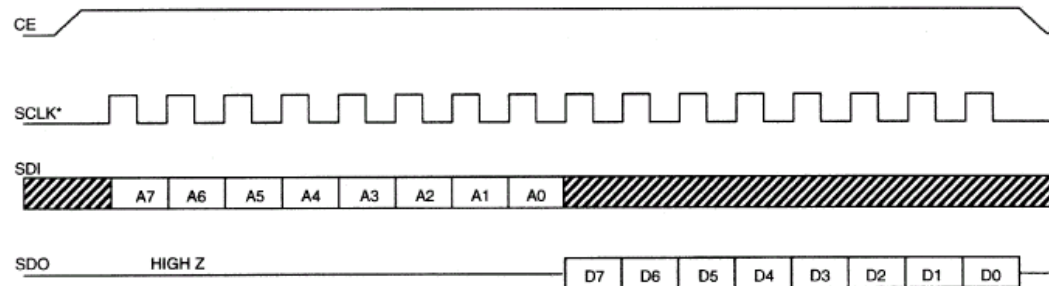 CE
SCLK*
SDI
A7 A6 A5 A4 A3 A2 A1 A0
SDO HIGH Z
D7 D6 D5 D4 D3 D2 D1 D0